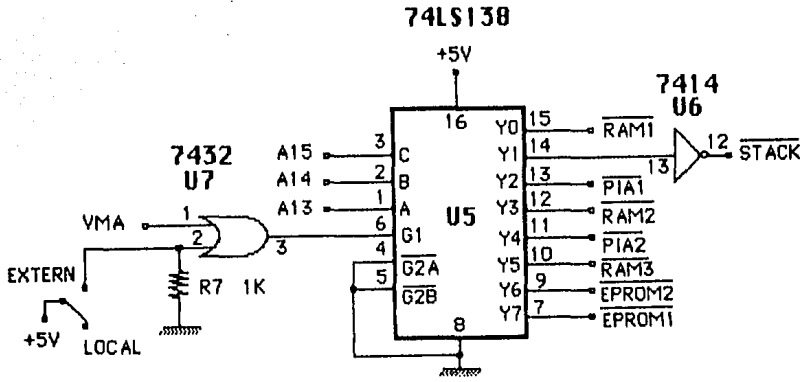 74LS138
+5V
7414
U6
16
15
Y0
RAM1
14
Y1
13
12
STACK
7432
U7
A15
3
C
A14
2
B
13
Y2
PIA1
A13
1
A
12
Y3
RAM2
U5
VMA
1
2
3
6
G1
11
Y4
PIA2
4
G2A
10
Y5
RAM3
5
G2B
9
Y6
EPROM2
7
Y7
EPROM1
EXTERN
R7 1K
8
+5V
LOCAL